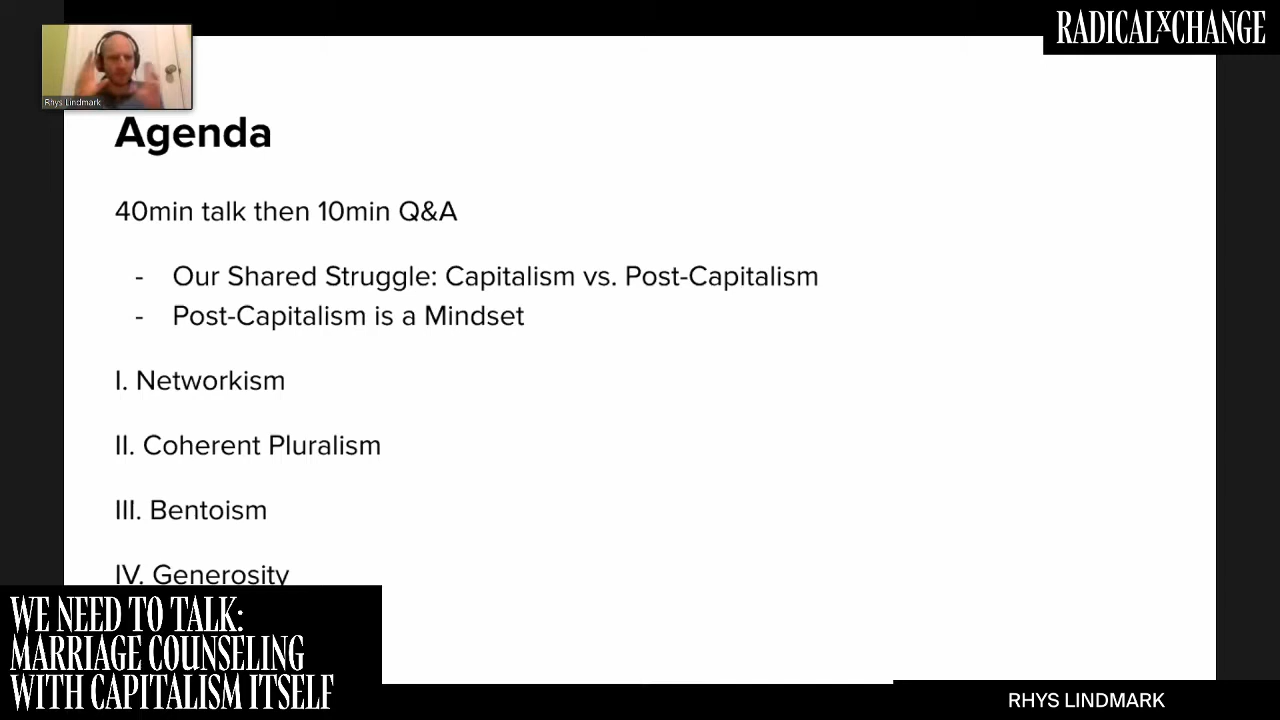 RADICALXCHANGE
Rhys Lindmark
Agenda
40min talk then 10min Q&A
- Our Shared Struggle: Capitalism vs. Post-Capitalism
- Post-Capitalism is a Mindset
I. Networkism
II. Coherent Pluralism
III. Bentoism
IV. Generosity
WE NEED TO TALK:
MARRIAGE COUNSELING
WITH CAPITALISM ITSELF
RHYS LINDMARK